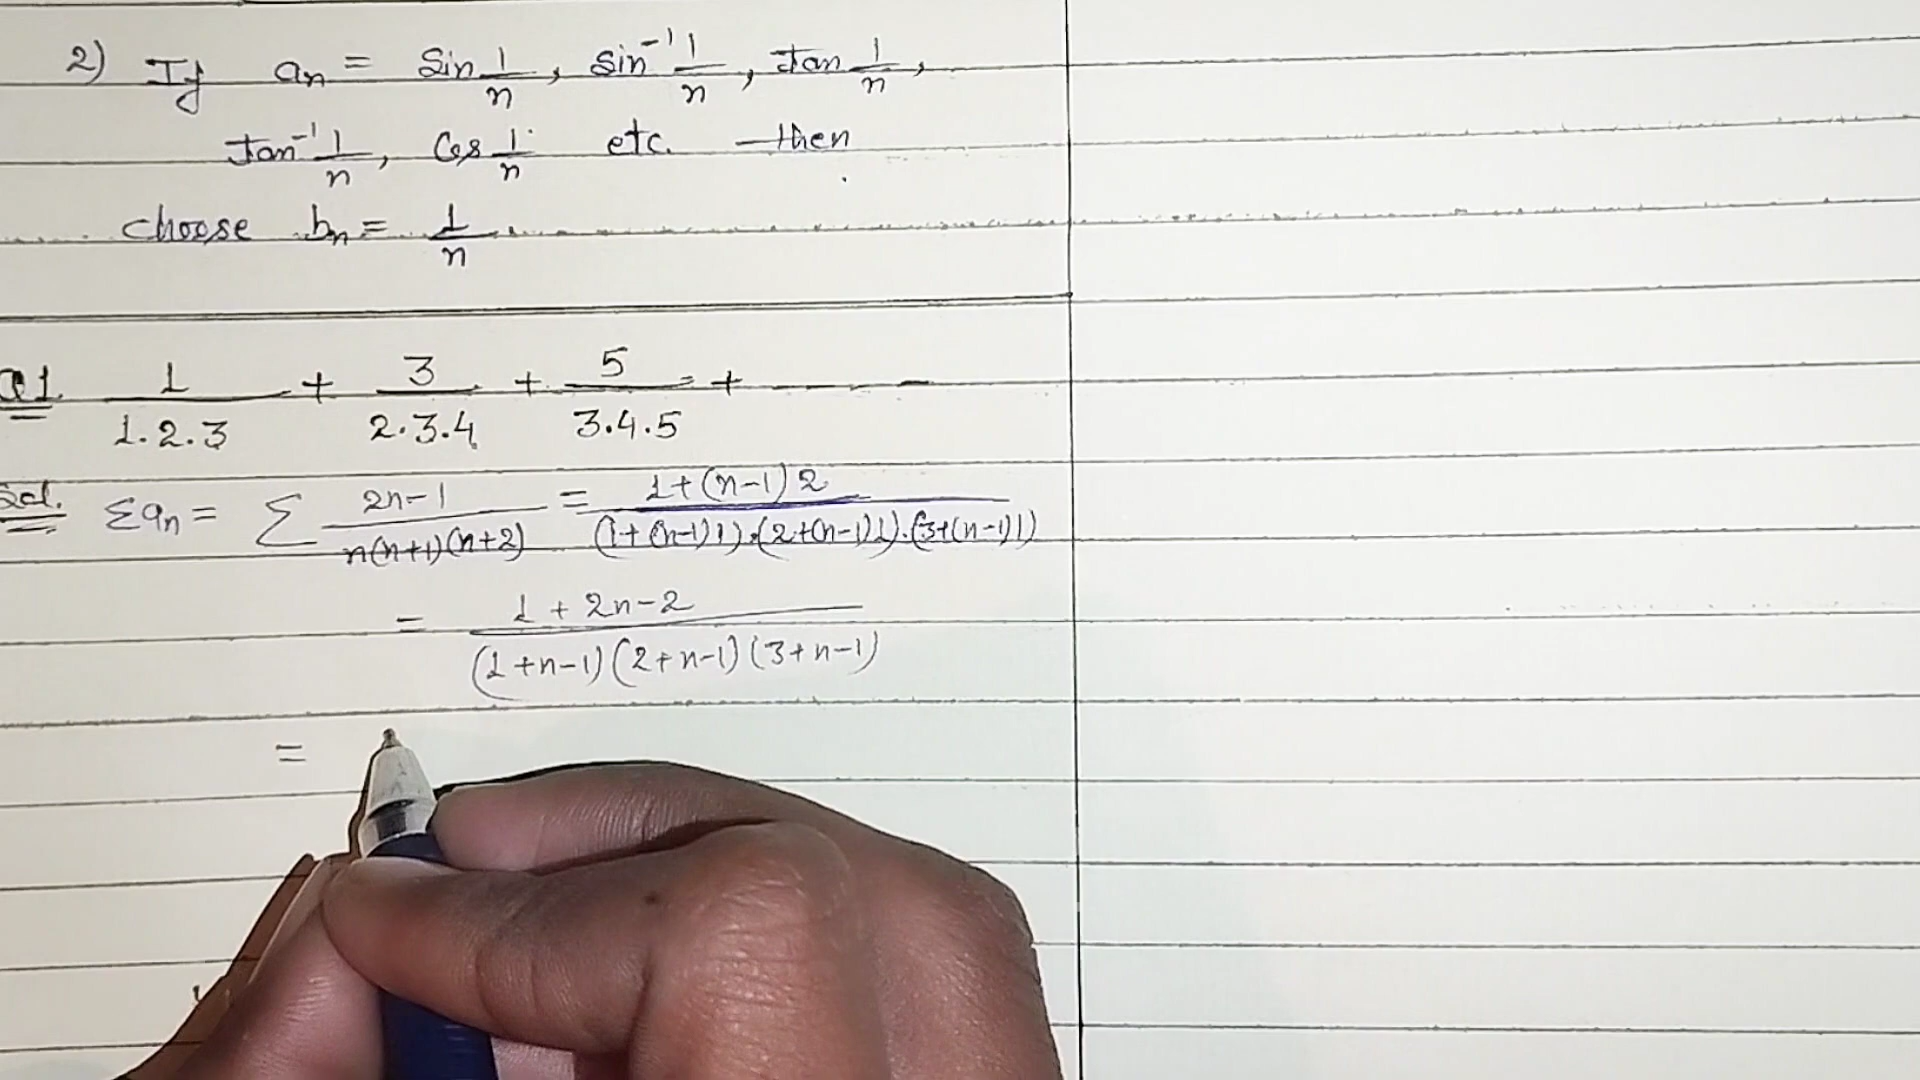 2) If an = Sin 1/n, Sin⁻¹ 1/n, Tan 1/n,
Tan⁻¹ 1/n, Cos 1/n etc. then
choose bn = 1/n
Q1. 1/1.2.3 + 3/2.3.4 + 5/3.4.5 + - - - -
Sol. Σan = Σ 2n-1/n(n+1)(n+2) = 1+(n-1)2/(1+(n-1)1).(2+(n-1)1).(3+(n-1)1)
= 1+2n-2/(1+n-1)(2+n-1)(3+n-1)
=